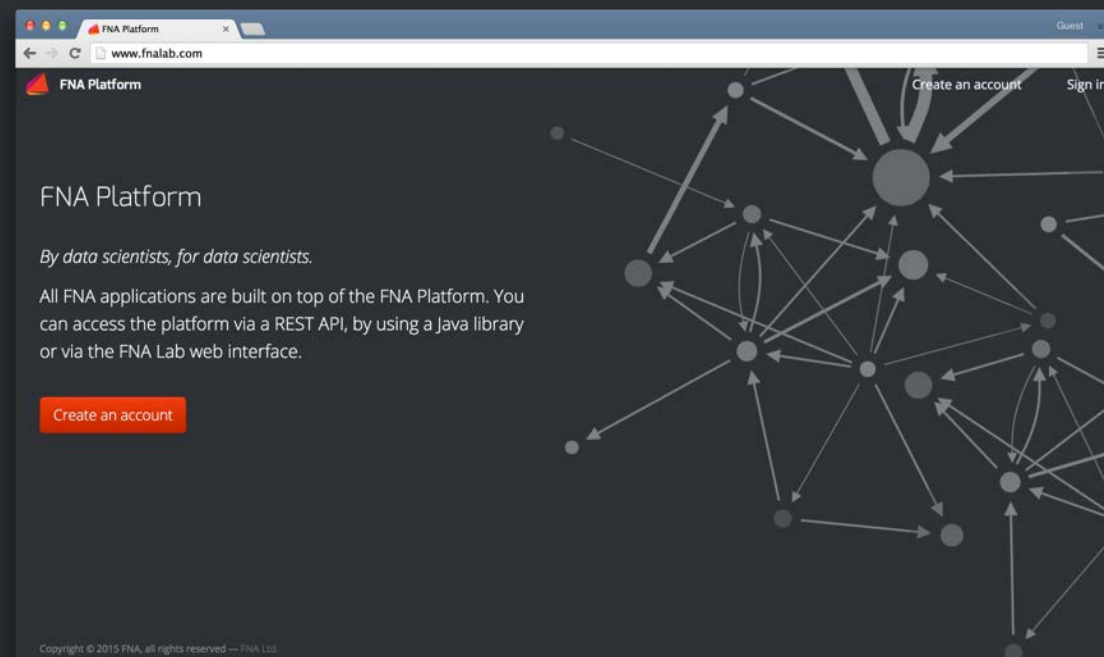 FNA Platform
Guest
www.fnalab.com
FNA Platform
Create an account
Sign in
FNA Platform
By data scientists, for data scientists.
All FNA applications are built on top of the FNA Platform. You
can access the platform via a REST API, by using a Java library
or via the FNA Lab web interface.
Create an account
Copyright © 2015 FNA, all rights reserved — FNA Ltd.